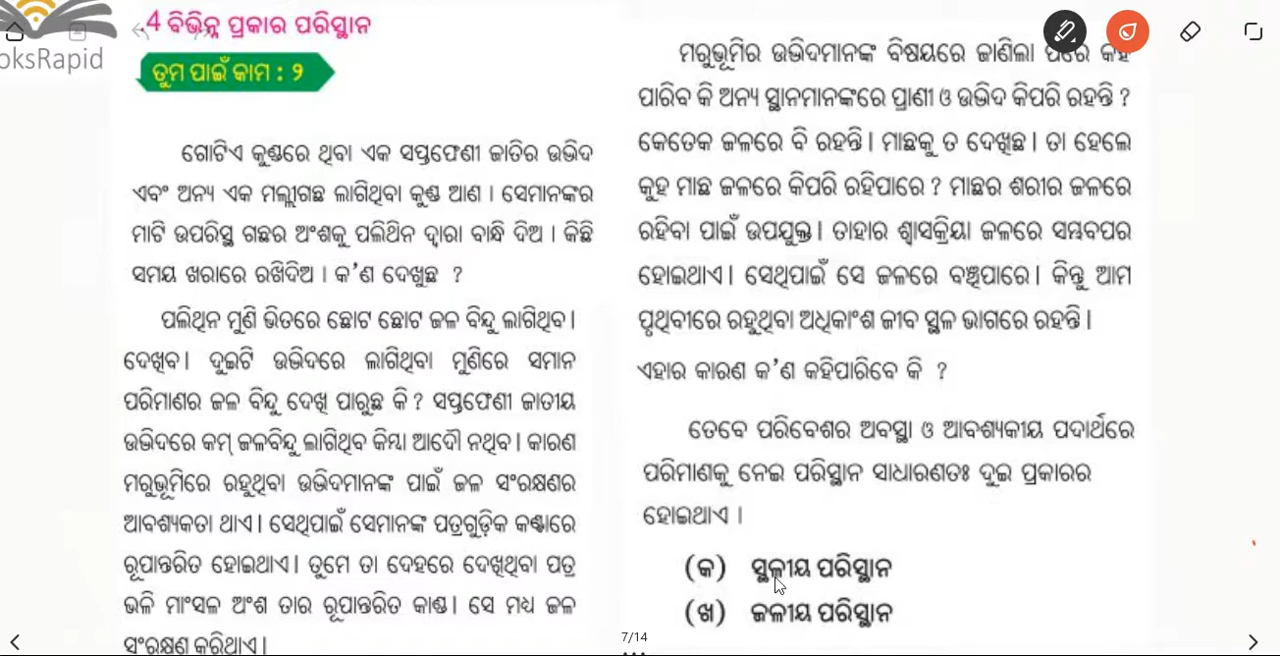 oksRapid
4 ବିଭିନ୍ନ ପ୍ରକାର ପରିସ୍ଥାନ
ତୁମ ପାଇଁ କାମ : ୨
ଗୋଟିଏ କୁଣ୍ଡରେ ଥିବା ଏକ ସପ୍ତଫେଣୀ ଜାତିର ଉଦ୍ଭିଦ
ଏବଂ ଅନ୍ୟ ଏକ ମଲ୍ଲୀଗଛ ଲାଗିଥିବା କୁଣ୍ଡ ଆଣ । ସେମାନଙ୍କର
ମାଟି ଉପରିସ୍ଥ ଗଛର ଅଂଶକୁ ପଲିଥିନ ଦ୍ୱାରା ବାନ୍ଧି ଦିଅ । କିଛି
ସମୟ ଖରାରେ ରଖିଦିଅ । କ'ଣ ଦେଖୁଛ ?
ପଲିଥିନ ମୁଣି ଭିତରେ ଛୋଟ ଛୋଟ ଜଳ ବିନ୍ଦୁ ଲାଗିଥିବ।
ଦେଖିବ। ଦୁଇଟି ଉଦ୍ଭିଦରେ ଲାଗିଥିବା ମୁଣିରେ ସମାନ
ପରିମାଣର ଜଳ ବିନ୍ଦୁ ଦେଖି ପାରୁଛ କି ? ସପ୍ତଫେଣୀ ଜାତୀୟ
ଉଦ୍ଭିଦରେ କମ୍ ଜଳବିନ୍ଦୁ ଲାଗିଥିବ କିମ୍ବା ଆଦୌ ନଥିବ। କାରଣ
ମରୁଭୂମିରେ ରହୁଥିବା ଉଦ୍ଭିଦମାନଙ୍କ ପାଇଁ ଜଳ ସଂରକ୍ଷଣର
ଆବଶ୍ୟକତା ଥାଏ। ସେଥିପାଇଁ ସେମାନଙ୍କ ପତ୍ରଗୁଡ଼ିକ କଣ୍ଟାରେ
ରୂପାନ୍ତରିତ ହୋଇଥାଏ। ତୁମେ ତା ଦେହରେ ଦେଖିଥିବା ପତ୍ର
ଭଳି ମାଂସଳ ଅଂଶ ତାର ରୂପାନ୍ତରିତ କାଣ୍ଡ। ସେ ମଧ୍ୟ ଜଳ
ସଂରକ୍ଷଣ କରିଥାଏ।
ମରୁଭୂମିର ଉଦ୍ଭିଦମାନଙ୍କ ବିଷୟରେ ଜାଣିଲା ପରେ କହି
ପାରିବ କି ଅନ୍ୟ ସ୍ଥାନମାନଙ୍କରେ ପ୍ରାଣୀ ଓ ଉଦ୍ଭିଦ କିପରି ରହନ୍ତି ?
କେତେକ ଜଳରେ ବି ରହନ୍ତି। ମାଛକୁ ତ ଦେଖିଛ। ତା ହେଲେ
କୁହ ମାଛ ଜଳରେ କିପରି ରହିପାରେ ? ମାଛର ଶରୀର ଜଳରେ
ରହିବା ପାଇଁ ଉପଯୁକ୍ତ। ତାହାର ଶ୍ୱାସକ୍ରିୟା ଜଳରେ ସମ୍ଭବପର
ହୋଇଥାଏ। ସେଥିପାଇଁ ସେ ଜଳରେ ବଞ୍ଚିପାରେ। କିନ୍ତୁ ଆମ
ପୃଥିବୀରେ ରହୁଥିବା ଅଧିକାଂଶ ଜୀବ ସ୍ଥଳ ଭାଗରେ ରହନ୍ତି।
ଏହାର କାରଣ କ'ଣ କହିପାରିବେ କି ?
ତେବେ ପରିବେଶର ଅବସ୍ଥା ଓ ଆବଶ୍ୟକୀୟ ପଦାର୍ଥରେ
ପରିମାଣକୁ ନେଇ ପରିସ୍ଥାନ ସାଧାରଣତଃ ଦୁଇ ପ୍ରକାରର
ହୋଇଥାଏ ।
(କ) ସ୍ଥଳୀୟ ପରିସ୍ଥାନ
(ଖ) ଜଳୀୟ ପରିସ୍ଥାନ
7/14